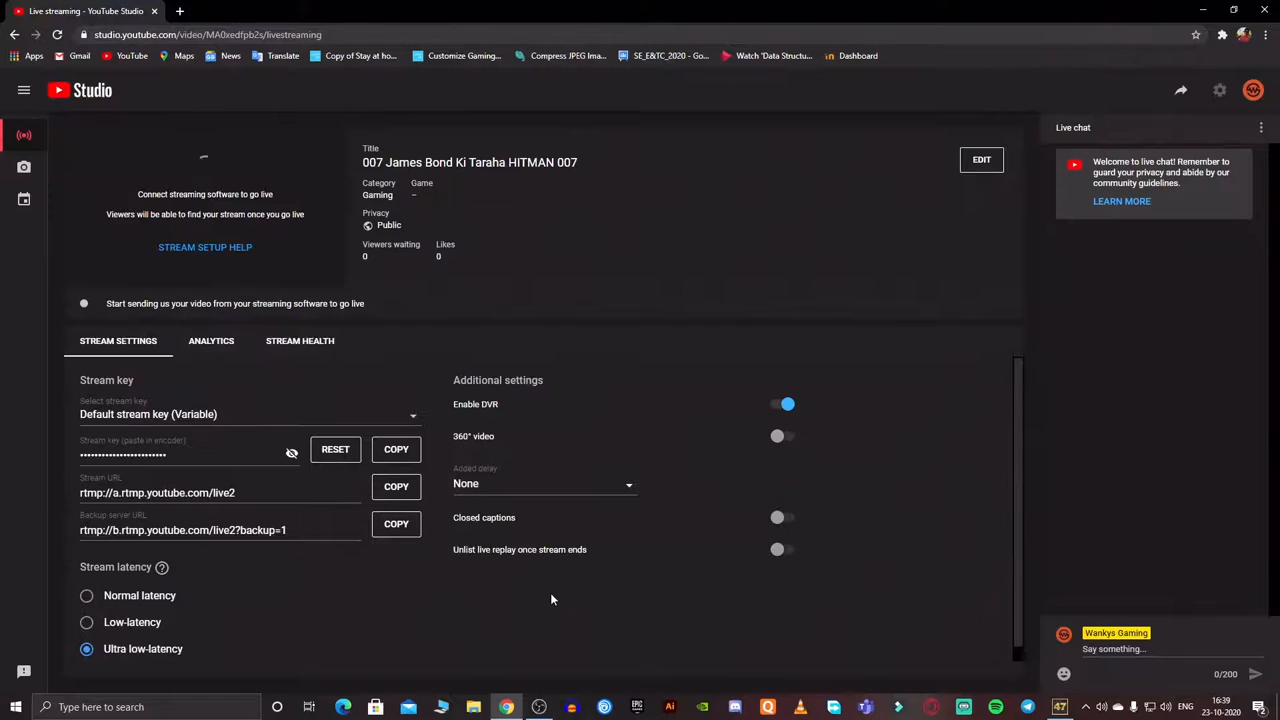 Live streaming - YouTube Studio
studio.youtube.com/video/MA0xedfpb2s/livestreaming
Apps Gmail YouTube Maps News Translate Copy of Stay at ho... Customize Gaming... Compress JPEG Ima... SE_E&TC_2020 - Go... Watch 'Data Structu... Dashboard
Studio
Title
007 James Bond Ki Taraha HITMAN 007
EDIT
Category Game
Gaming –
Privacy
Public
Viewers waiting Likes
0 0
Connect streaming software to go live
Viewers will be able to find your stream once you go live
STREAM SETUP HELP
Start sending us your video from your streaming software to go live
STREAM SETTINGS ANALYTICS STREAM HEALTH
Stream key
Select stream key
Default stream key (Variable)
Stream key (paste in encoder)
••••••••••••••••••••••••
RESET COPY
Stream URL
rtmp://a.rtmp.youtube.com/live2
COPY
Backup server URL
rtmp://b.rtmp.youtube.com/live2?backup=1
COPY
Stream latency
Normal latency
Low-latency
Ultra low-latency
Additional settings
Enable DVR
360° video
Added delay
None
Closed captions
Unlist live replay once stream ends
Live chat
Welcome to live chat! Remember to
guard your privacy and abide by our
community guidelines.
LEARN MORE
Wankys Gaming
Say something...
0/200
Type here to search
EPIC GAMES
Ai
47
ENG
16:39
23-10-2020